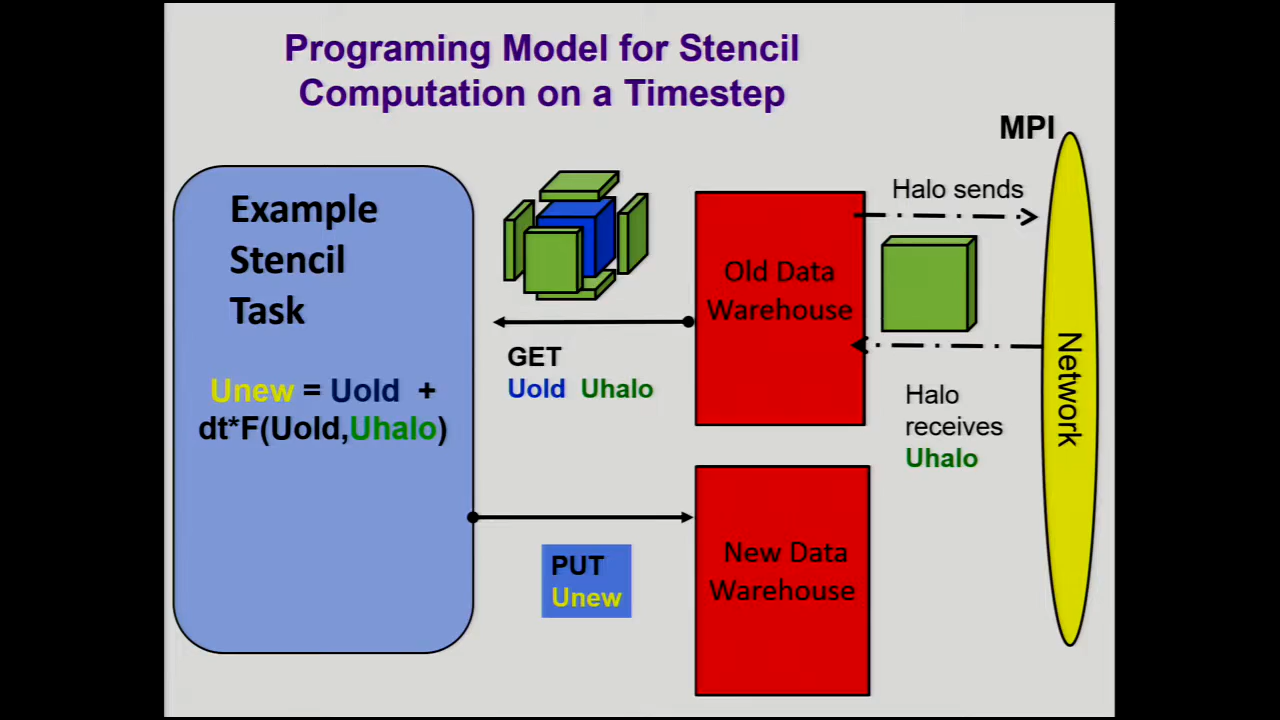 Programing Model for Stencil
Computation on a Timestep
MPI
Example
Stencil
Task
Unew = Uold +
dt*F(Uold,Uhalo)
GET
Uold Uhalo
Old Data
Warehouse
Halo sends
Halo
receives
Uhalo
Network
PUT
Unew
New Data
Warehouse